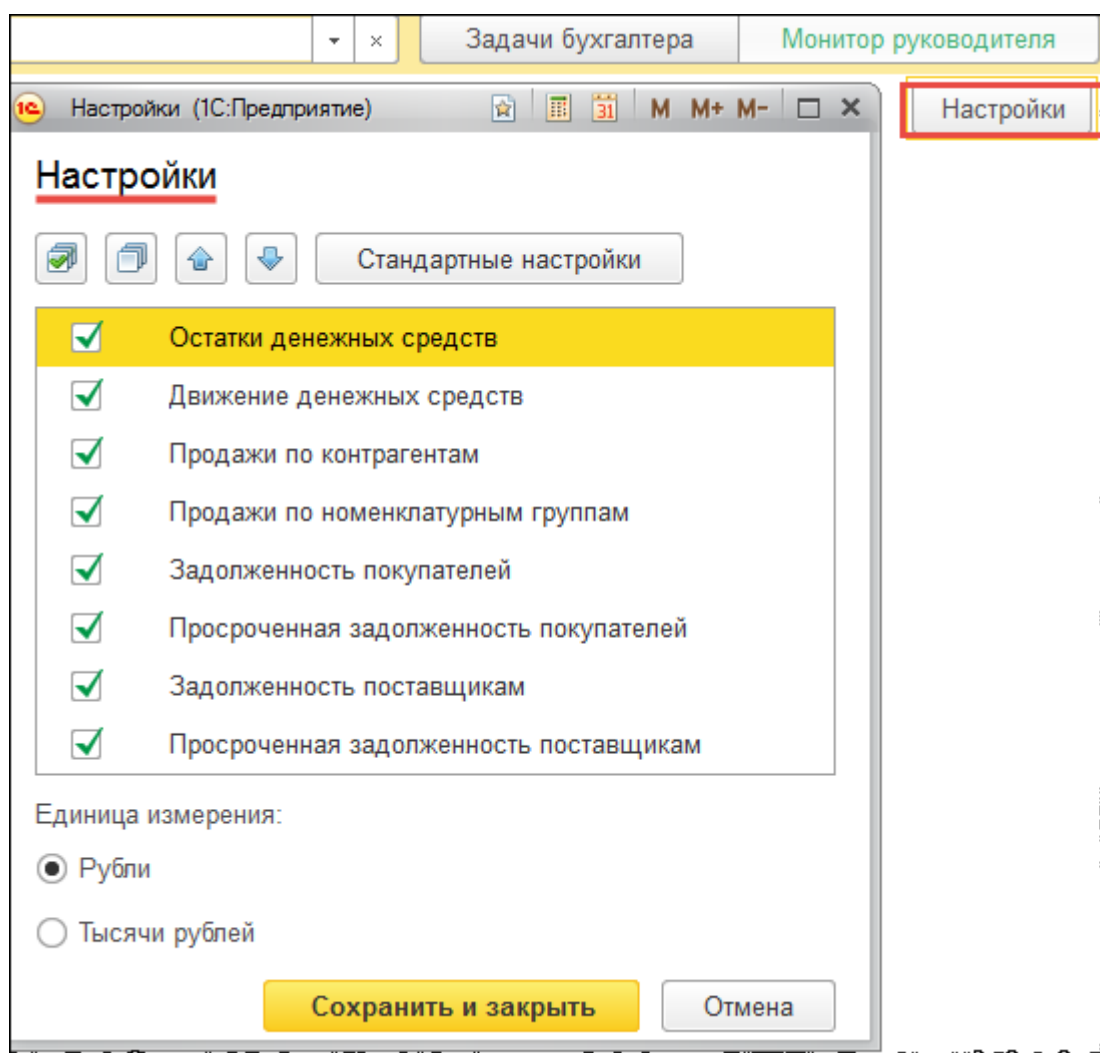 Задачи бухгалтера Монитор руководителя
1С Настройки (1С:Предприятие) 31 M M+ M-
Настройки
Настройки
Стандартные настройки
Остатки денежных средств
Движение денежных средств
Продажи по контрагентам
Продажи по номенклатурным группам
Задолженность покупателей
Просроченная задолженность покупателей
Задолженность поставщикам
Просроченная задолженность поставщикам
Единица измерения:
Рубли
Тысячи рублей
Сохранить и закрыть Отмена